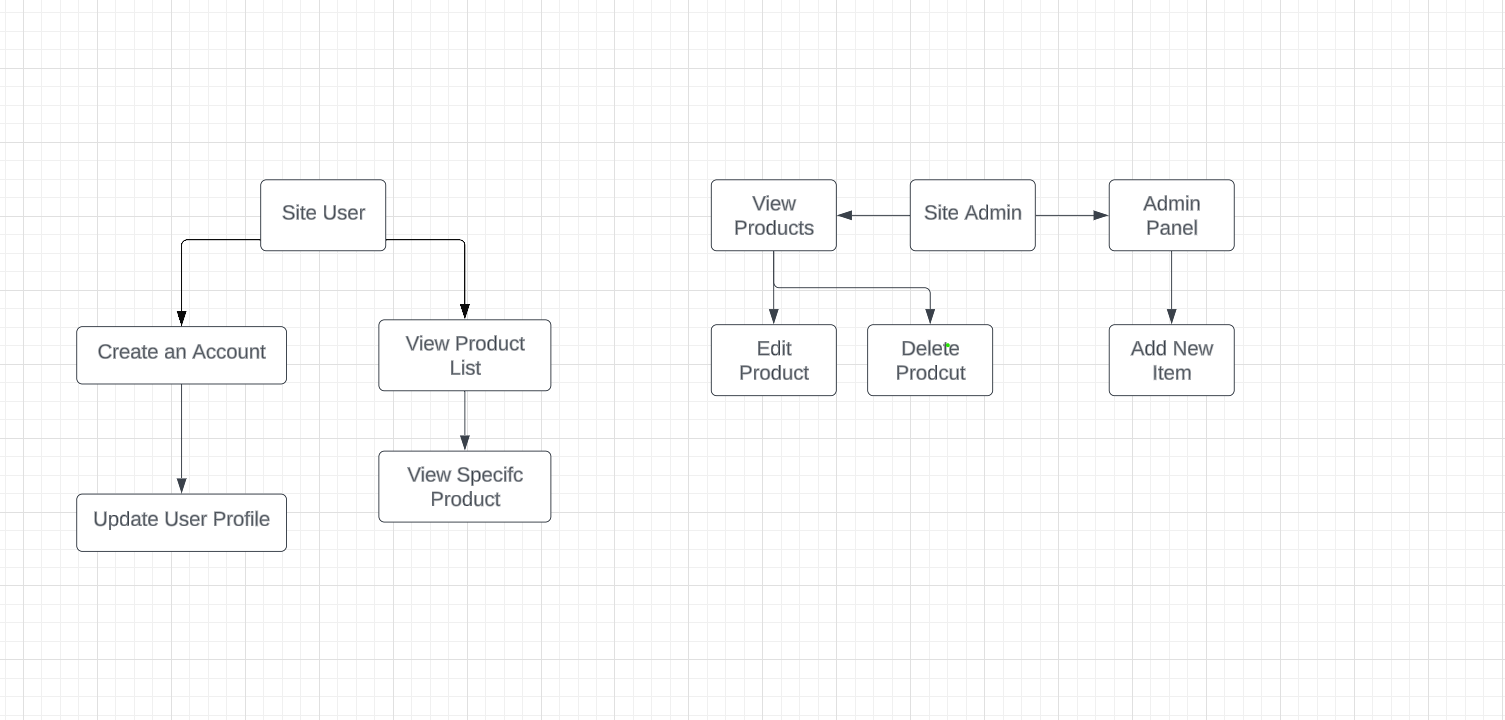 Site User
View
Products
Site Admin
Admin
Panel
Create an Account
View Product
List
Edit
Product
Delete
Prodcut
Add New
Item
View Specifc
Product
Update User Profile